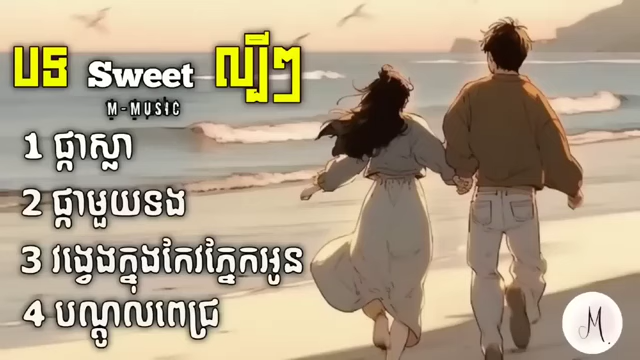 បទ Sweet ល្បីៗ
M-MUSIC
1 ផ្កាស្លា
2 ផ្កាមួយទង
3 វង្វេងក្នុងកែវភ្នែកអូន
4 បណ្តូលពេជ្រ
M.